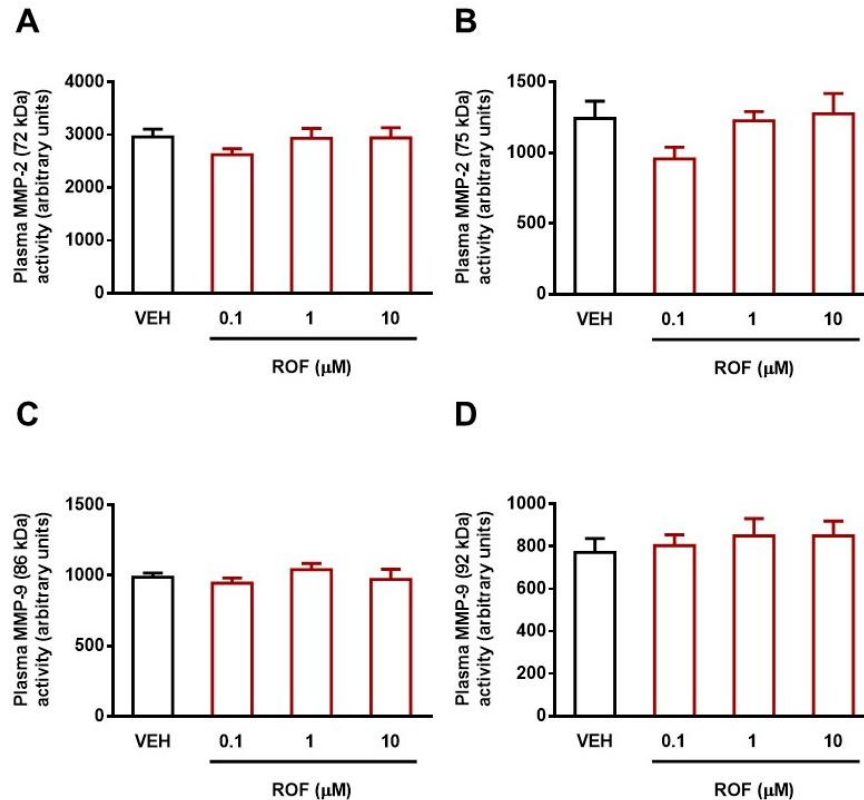 A
Plasma MMP-2 (72 kDa)
activity (arbitrary units)
4000
3000
2000
1000
0
VEH 0.1 1 10
ROF (μM)
B
Plasma MMP-2 (75 kDa)
activity (arbitrary units)
1500
1000
500
0
VEH 0.1 1 10
ROF (μM)
C
Plasma MMP-9 (86 kDa)
activity (arbitrary units)
1500
1000
500
0
VEH 0.1 1 10
ROF (μM)
D
Plasma MMP-9 (92 kDa)
activity (arbitrary units)
1000
800
600
400
200
0
VEH 0.1 1 10
ROF (μM)